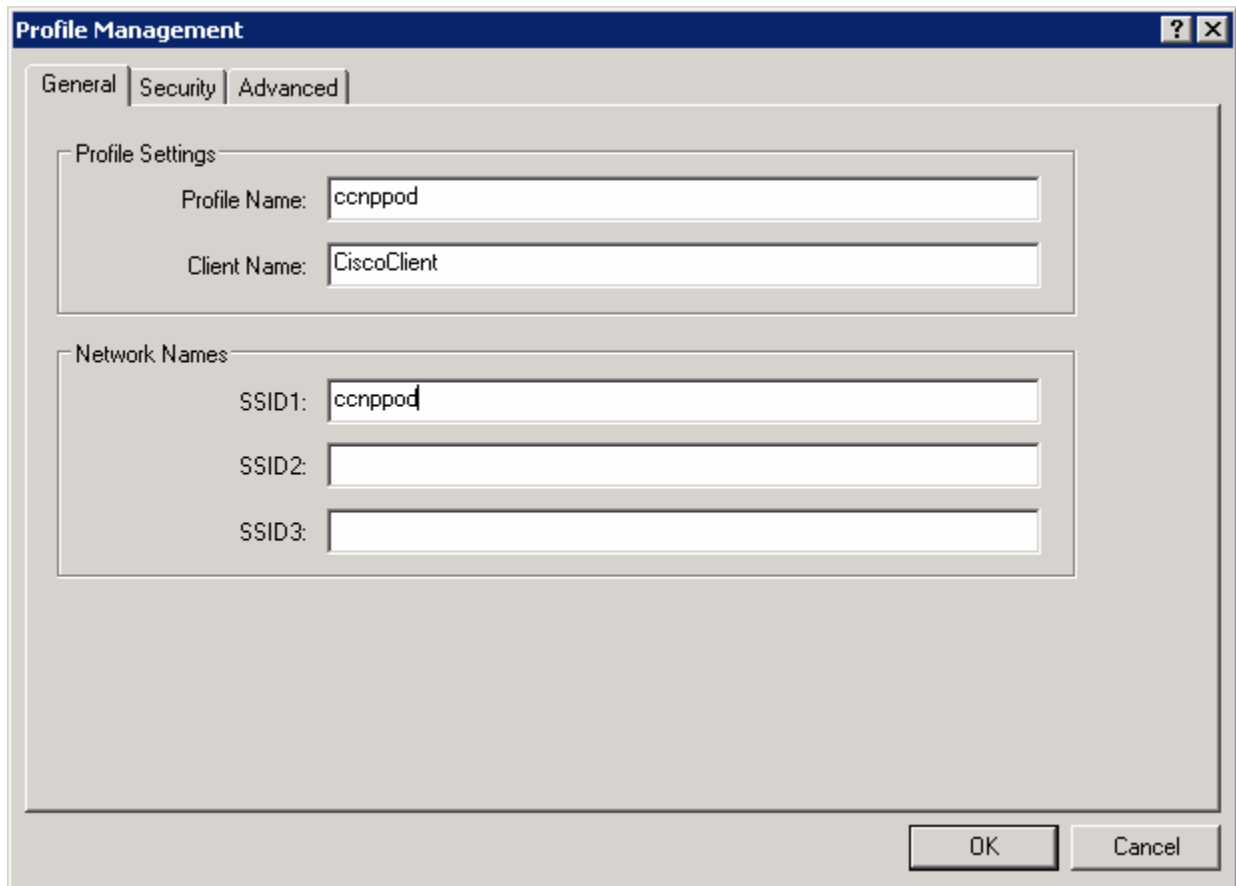 Profile Management
General Security Advanced
Profile Settings
Profile Name: ccnppod
Client Name: CiscoClient
Network Names
SSID1: ccnppod
SSID2:
SSID3:
OK Cancel